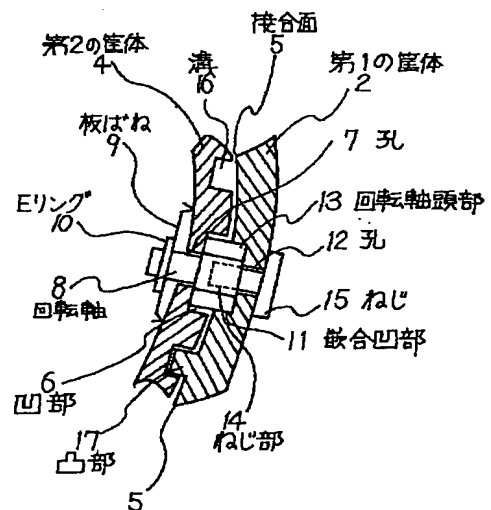 接合面
5
第2の筐体
4
溝
16
第1の筐体
2
板ばね
9
7 孔
Eリング
10
13 回転軸頭部
12 孔
8
回転軸
15 ねじ
11 嵌合凹部
6
凹部
14
ねじ部
17
凸部
5